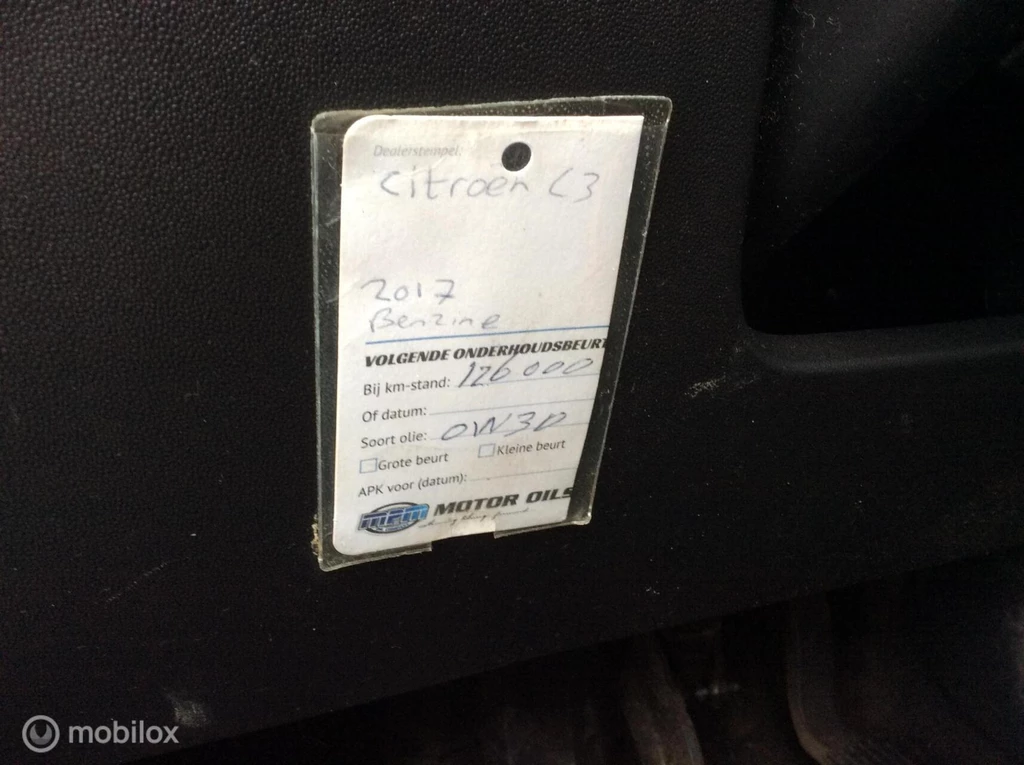 Dealerstempel:
Citroen C3
2017
Benzine
VOLGENDE ONDERHOUDSBEURT
Bij km-stand: 126000
Of datum:
Soort olie: 0W30
Grote beurt Kleine beurt
APK voor (datum):
mpm MOTOR OILS
mobilox